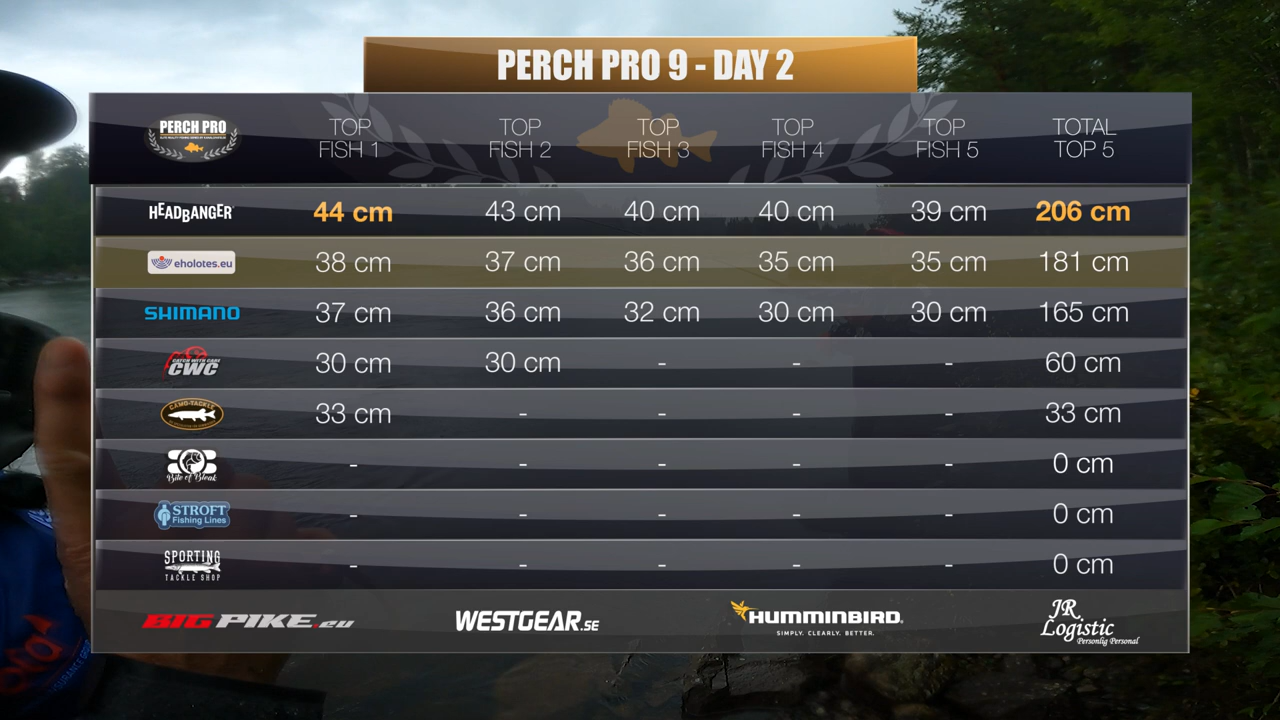 PERCH PRO 9 - DAY 2
PERCH PRO
TOP FISH 1
TOP FISH 2
TOP FISH 3
TOP FISH 4
TOP FISH 5
TOTAL TOP 5
HEADBANGER 44 cm 43 cm 40 cm 40 cm 39 cm 206 cm
eholotes.eu 38 cm 37 cm 36 cm 35 cm 35 cm 181 cm
SHIMANO 37 cm 36 cm 32 cm 30 cm 30 cm 165 cm
CATCH WITH CARE
CWC 30 cm 30 cm - - - 60 cm
CAMO-TACKLE 33 cm - - - - 33 cm
Bite of Bleak - - - - - 0 cm
STROFT
Fishing Lines - - - - - 0 cm
SPORTING
TACKLE SHOP - - - - - 0 cm
BIG PIKE.eu
WESTGEAR.SE
HUMMINBIRD
SIMPLY. CLEARLY. BETTER.
JR
Logistic
Personlig Personal